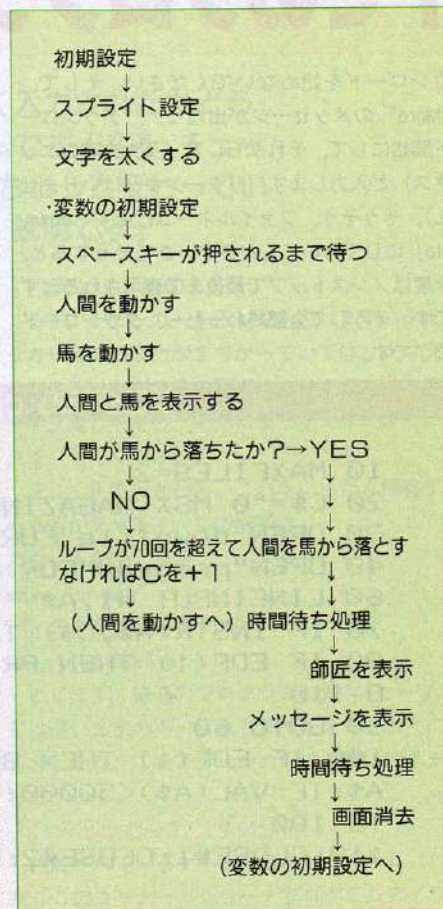 初期設定
↓
スプライト設定
↓
文字を太くする
↓
・変数の初期設定
↓
スペースキーが押されるまで待つ
↓
人間を動かす
↓
馬を動かす
↓
人間と馬を表示する
↓
人間が馬から落ちたか?→YES
↓ ↓
NO ↓
↓ ↓
ループが70回を超えて人間を馬から落とす
なければCを+1 ↓
↓ ↓
(人間を動かすへ) 時間待ち処理
↓
師匠を表示
↓
メッセージを表示
↓
時間待ち処理
↓
画面消去
↓
(変数の初期設定へ)